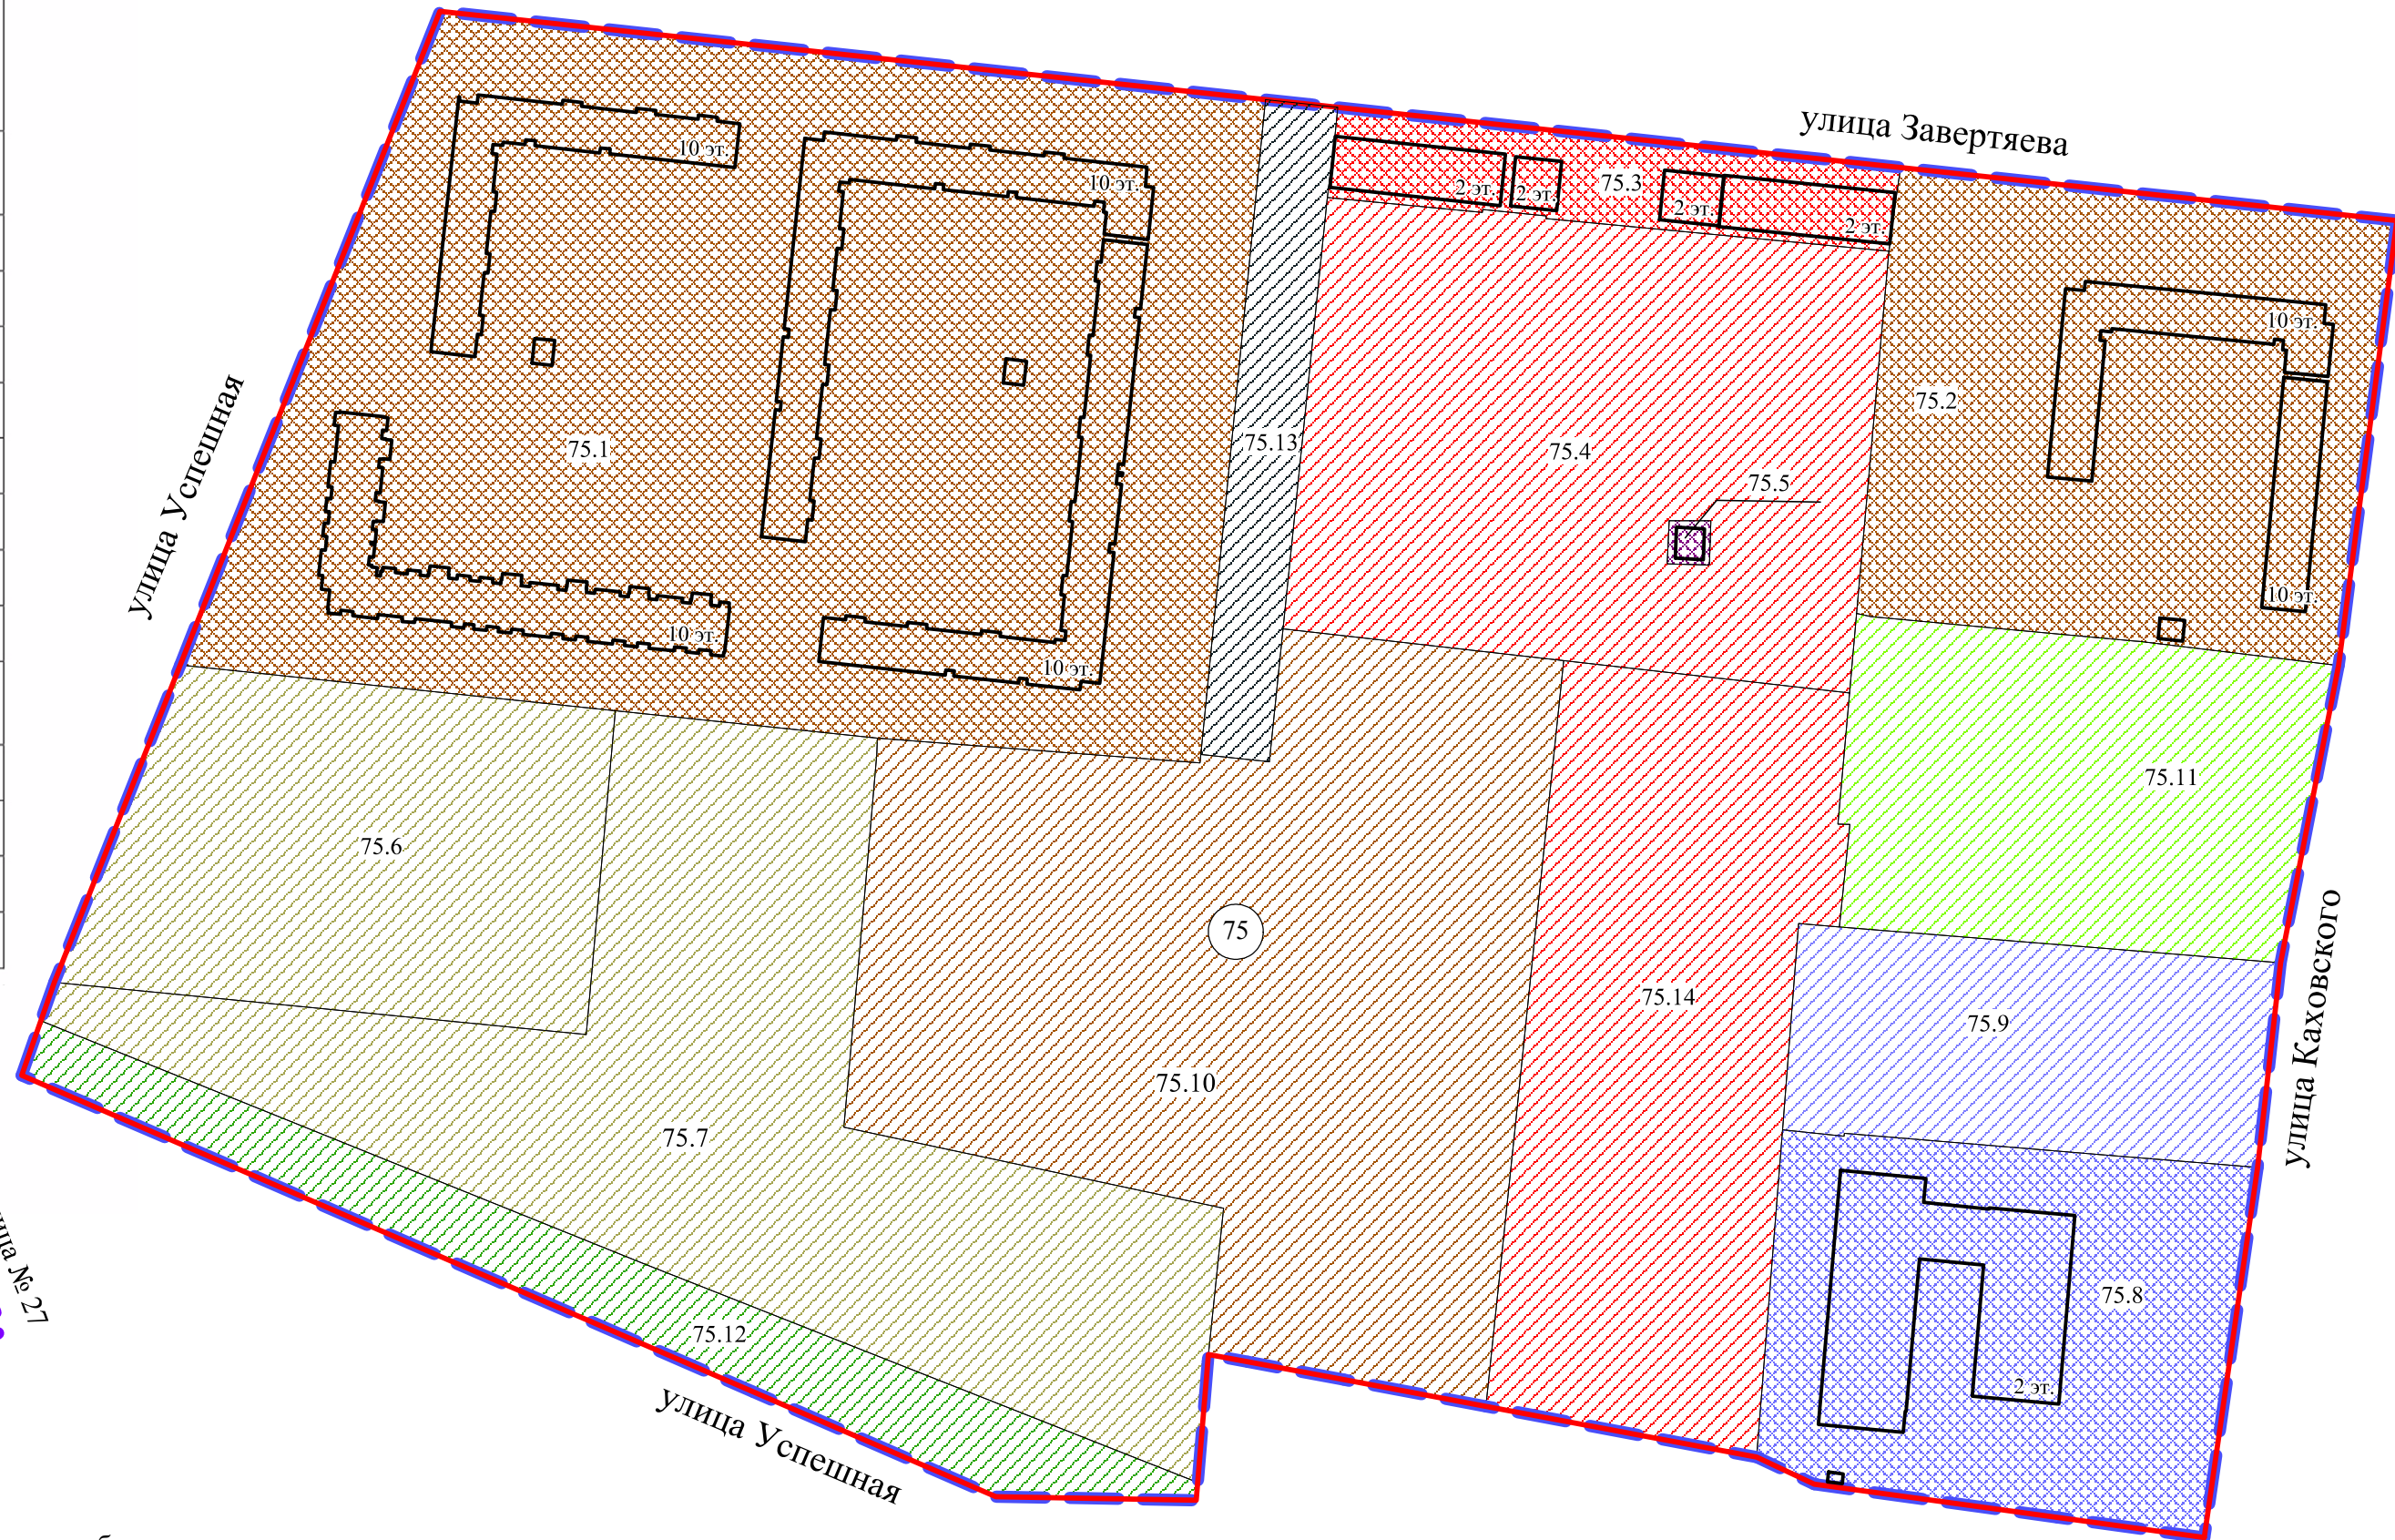 улица Завертяева
10 эт.
10 эт.
2 эт.
2 эт.
75.3
2 эт.
2 эт.
10 эт.
75.2
75.1
75.13
75.4
75.5
улица Успешная
10 эт.
10 эт.
10 эт.
75.11
75.6
75
75.14
75.9
улица Каховского
75.10
75.7
75.8
№ 27
75.12
2 эт.
улица Успешная